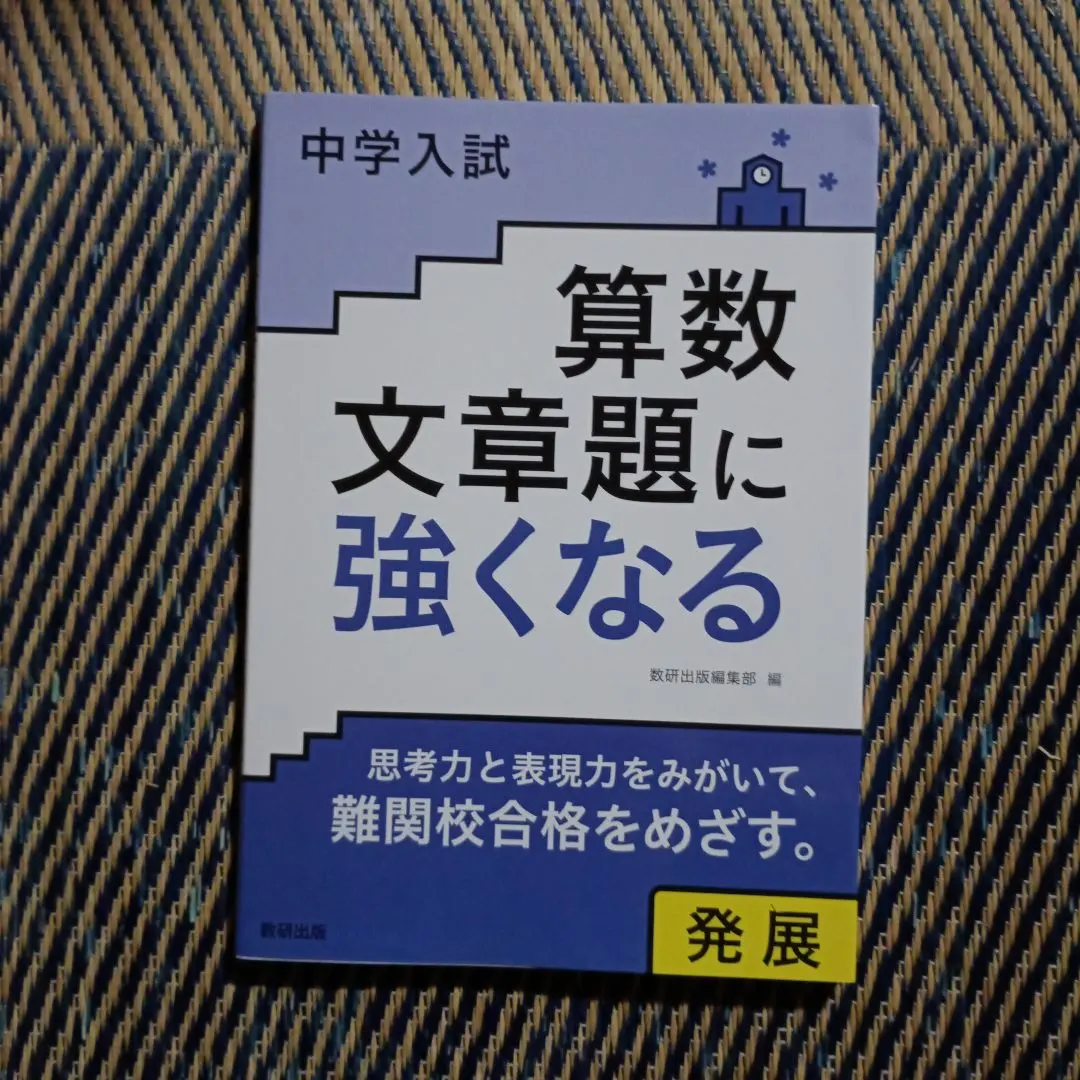 中学入試
算数
文章題に
強くなる
数研出版編集部 編
思考力と表現力をみがいて、
難関校合格をめざす。
発展
数研出版